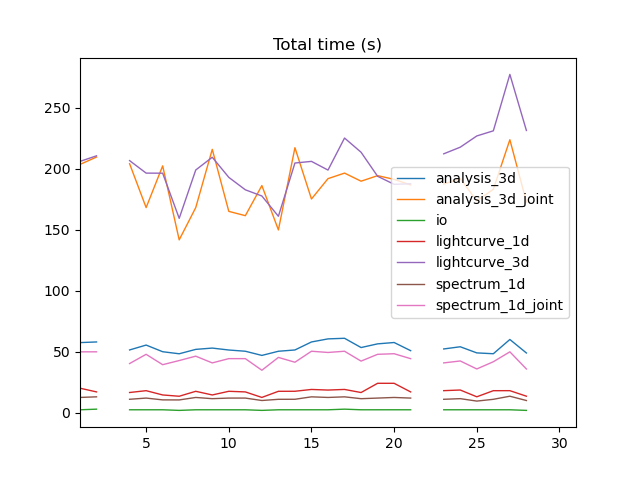 Total time (s)
250
200
150
100
50
0
analysis_3d
analysis_3d_joint
io
lightcurve_1d
lightcurve_3d
spectrum_1d
spectrum_1d_joint
5 10 15 20 25 30